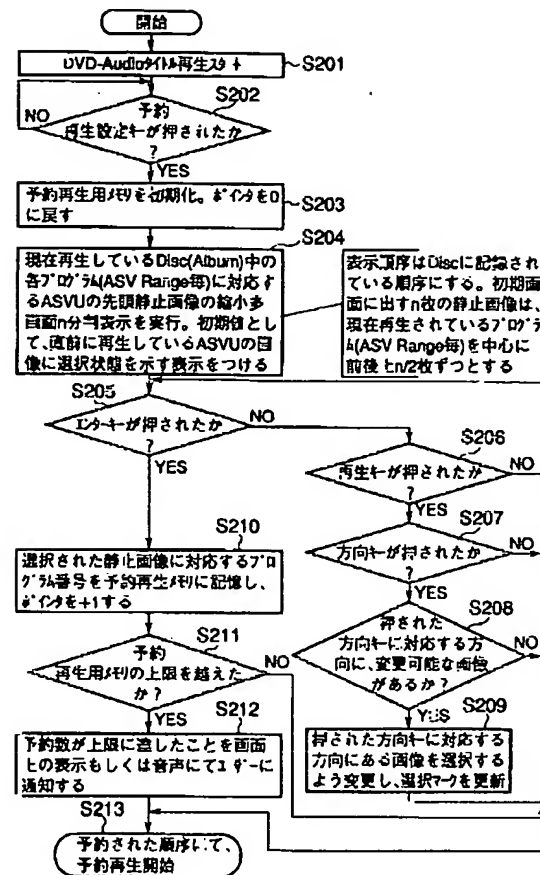 開始
DVD-Audioタイトル再生スタート
S201
S202
予約
再生設定キーが押されたか
?
NO
YES
予約再生用メモリを初期化。ポインタを0
に戻す
S203
S204
現在再生しているDisc(Album)中の
各プログラム(ASV Range毎)に対応す
るASVUの先頭静止画像の縮小多
画面n分割表示を実行。初期値とし
て、直前に再生しているASVUの画
像に選択状態を示す表示をつける
表示順序はDiscに記録され
ている順序にする。初期画
面に出すn枚の静止画像は、
現在再生されているプログラ
ム(ASV Range毎)を中心に
前後とn/2枚ずつとする
S205
エンターキーが押されたか
?
NO
YES
S206
再生キーが押されたか
?
NO
YES
S207
方向キーが押されたか
?
NO
YES
S208
押された
方向キーに対応する方
向に、変更可能な画像
があるか?
NO
YES
S209
押された方向キーに対応する
方向にある画像を選択する
よう変更し、選択マークを更新
S210
選択された静止画像に対応するプロ
グラム番号を予約再生メモリに記憶し、
ポインタを+1する
S211
予約
再生用メモリの上限を越えた
か?
NO
YES
S212
予約数が上限に達したことを画面
上の表示もしくは音声にてユーザーに
通知する
S213
予約された順序にて、
予約再生開始